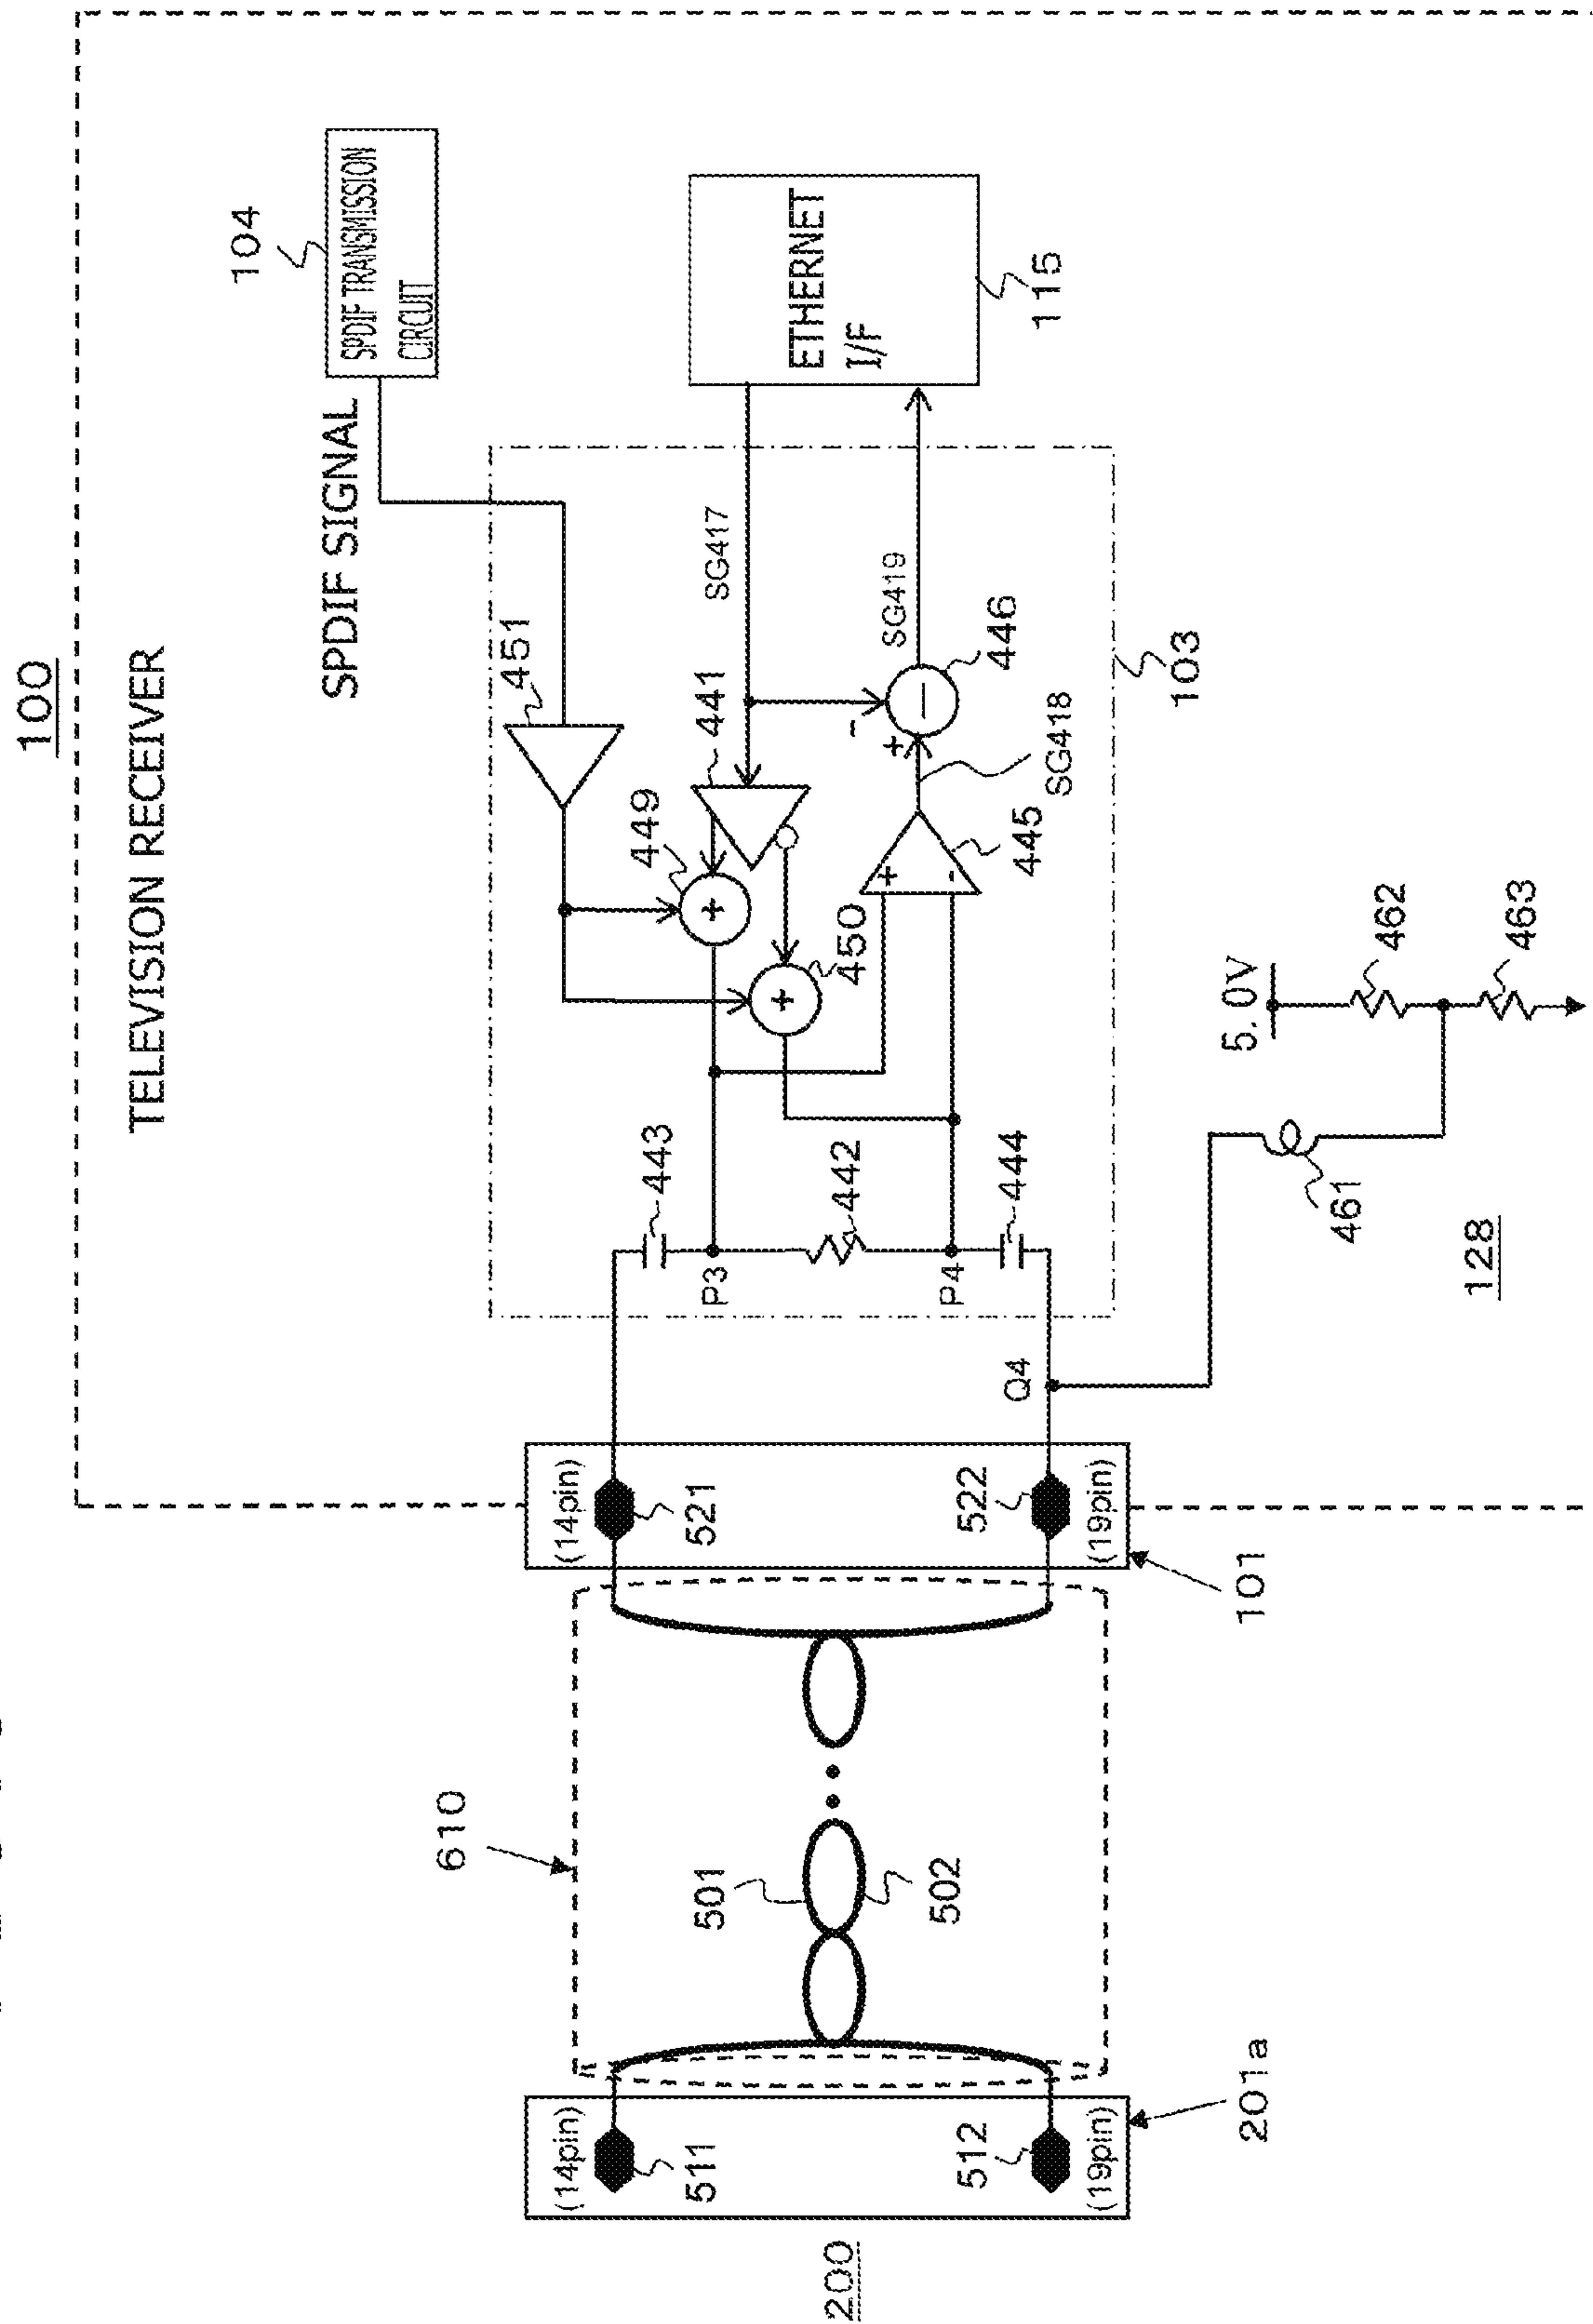 100
TELEVISION RECEIVER
104
SPDIF TRANSMISSION
CIRCUIT
SPDIF SIGNAL
451
ETHERNET
I/F
115
SG417
441
449
450
SG419
446
SG418
445
103
443
P3
442
P4
444
Q4
5. 0V
462
463
461
128
(14pin)
521
522
(19pin)
101
610
501
502
(14pin)
511
512
(19pin)
201a
200
+
+
+
-
+
-
—